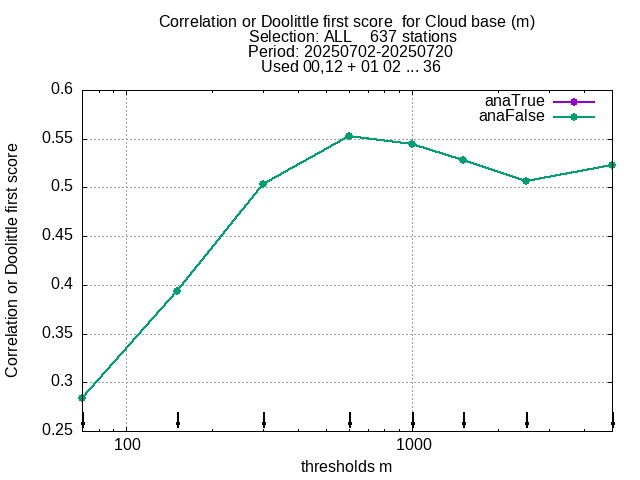 Correlation or Doolittle first score  for Cloud base (m)
Selection: ALL    637 stations
Period: 20250702-20250720
Used 00,12 + 01 02 ... 36
anaTrue
anaFalse
Correlation or Doolittle first score
0.6
0.55
0.5
0.45
0.4
0.35
0.3
0.25
100
1000
thresholds m